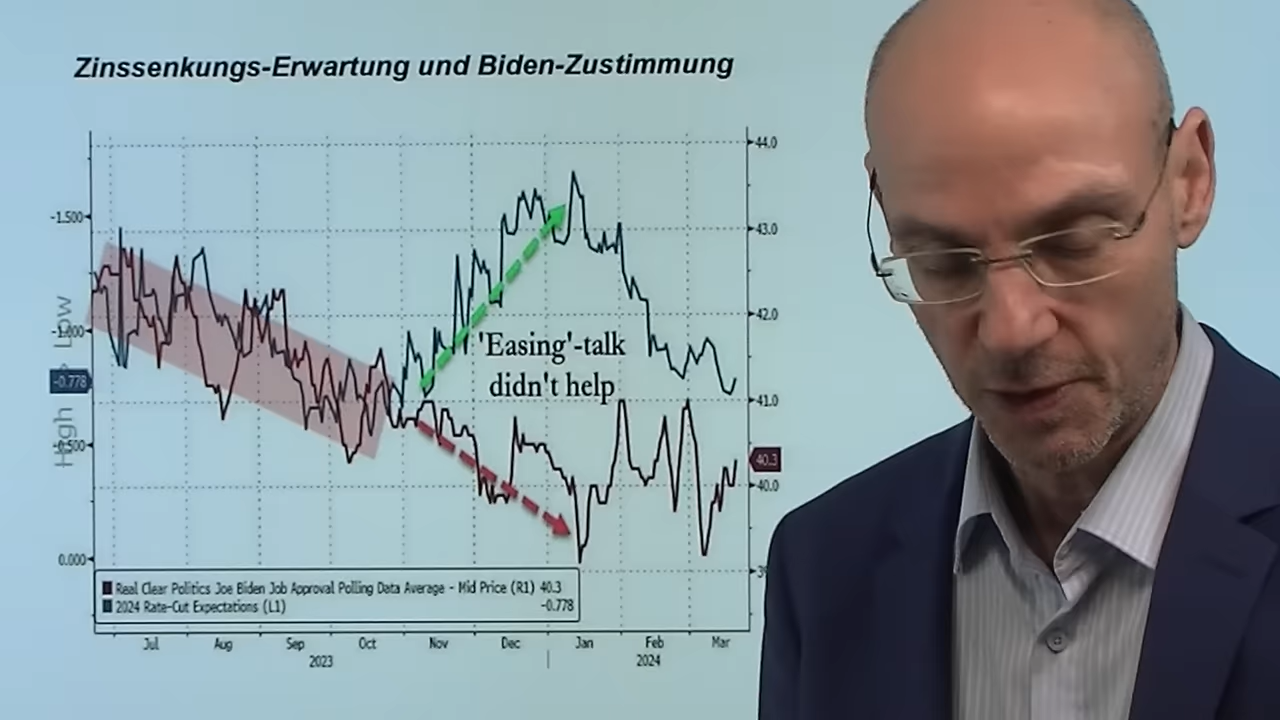 Zinssenkungs-Erwartung und Biden-Zustimmung
44.0
-1.500
43.0
Low
42.0
-1.000
'Easing'-talk
didn't help
-0.778
41.0
High
-0.500
40.3
40.0
0.000
39
Real Clear Politics Joe Biden Job Approval Polling Data Average - Mid Price (R1) 40.3
2024 Rate-Cut Expectations (L1) -0.778
Jul Aug Sep Oct Nov Dec Jan Feb Mar
2023 2024